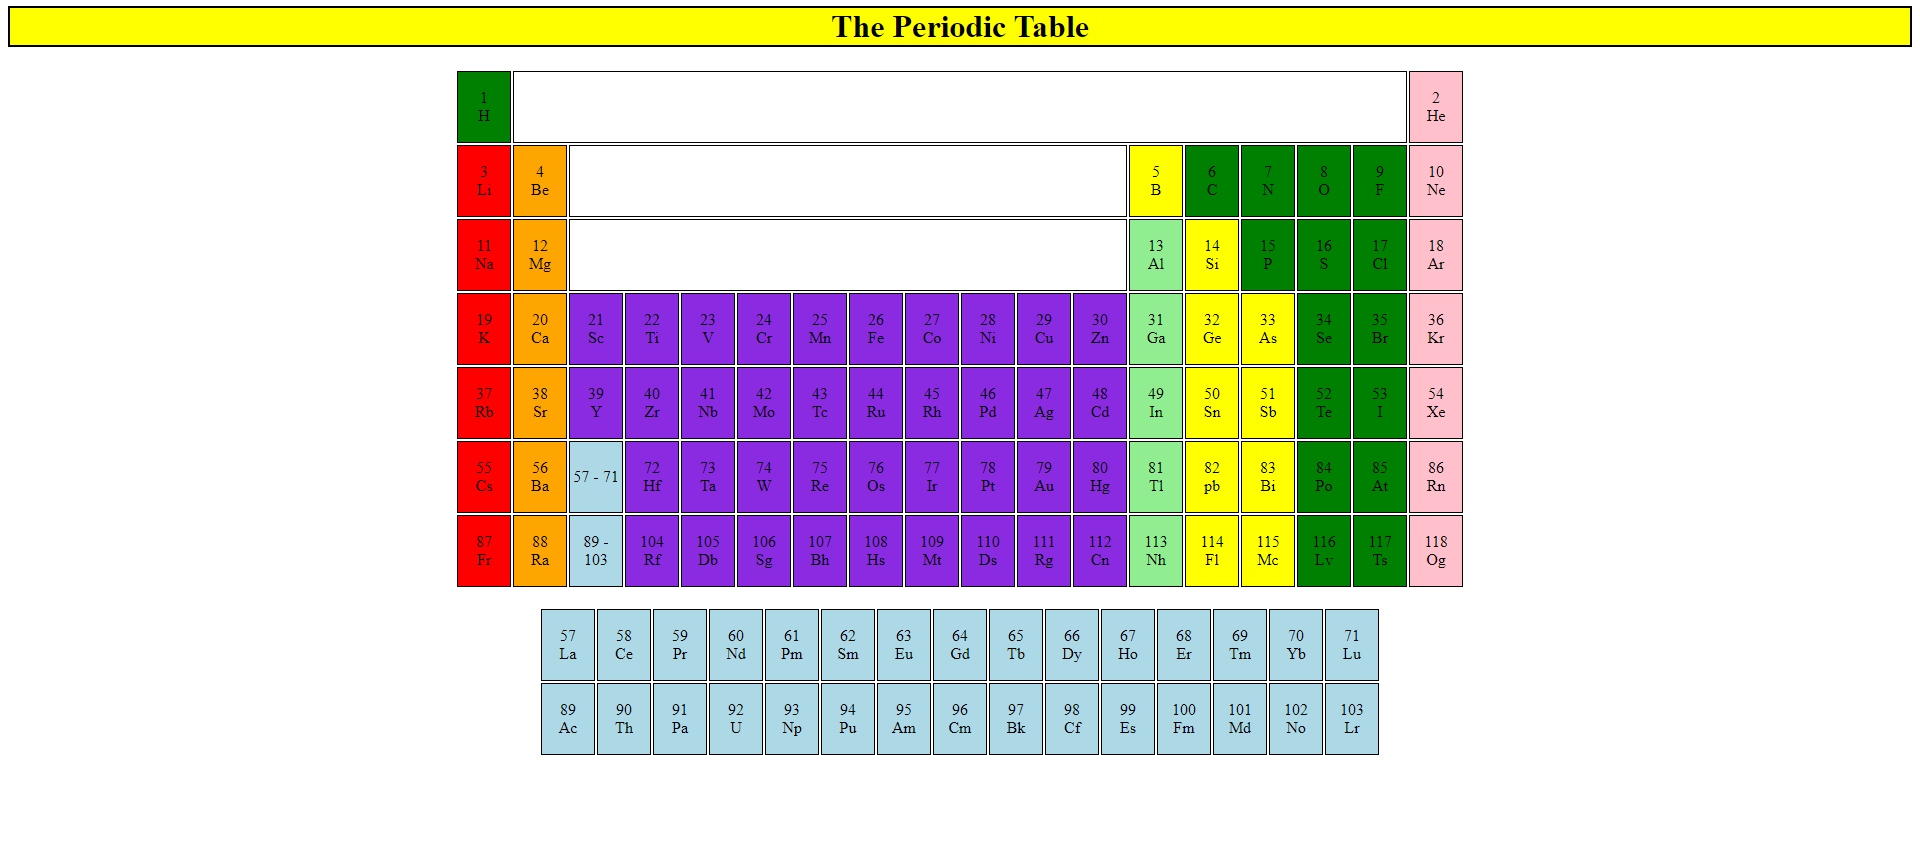 The Periodic Table
1 2
H He
3 4 5 6 7 8 9 10
Li Be B C N O F Ne
11 12 13 14 15 16 17 18
Na Mg Al Si P S Cl Ar
19 20 21 22 23 24 25 26 27 28 29 30 31 32 33 34 35 36
K Ca Sc Ti V Cr Mn Fe Co Ni Cu Zn Ga Ge As Se Br Kr
37 38 39 40 41 42 43 44 45 46 47 48 49 50 51 52 53 54
Rb Sr Y Zr Nb Mo Tc Ru Rh Pd Ag Cd In Sn Sb Te I Xe
55 56 57 - 71 72 73 74 75 76 77 78 79 80 81 82 83 84 85 86
Cs Ba Hf Ta W Re Os Ir Pt Au Hg Tl pb Bi Po At Rn
87 88 89 - 104 105 106 107 108 109 110 111 112 113 114 115 116 117 118
Fr Ra 103 Rf Db Sg Bh Hs Mt Ds Rg Cn Nh Fl Mc Lv Ts Og
57 58 59 60 61 62 63 64 65 66 67 68 69 70 71
La Ce Pr Nd Pm Sm Eu Gd Tb Dy Ho Er Tm Yb Lu
89 90 91 92 93 94 95 96 97 98 99 100 101 102 103
Ac Th Pa U Np Pu Am Cm Bk Cf Es Fm Md No Lr